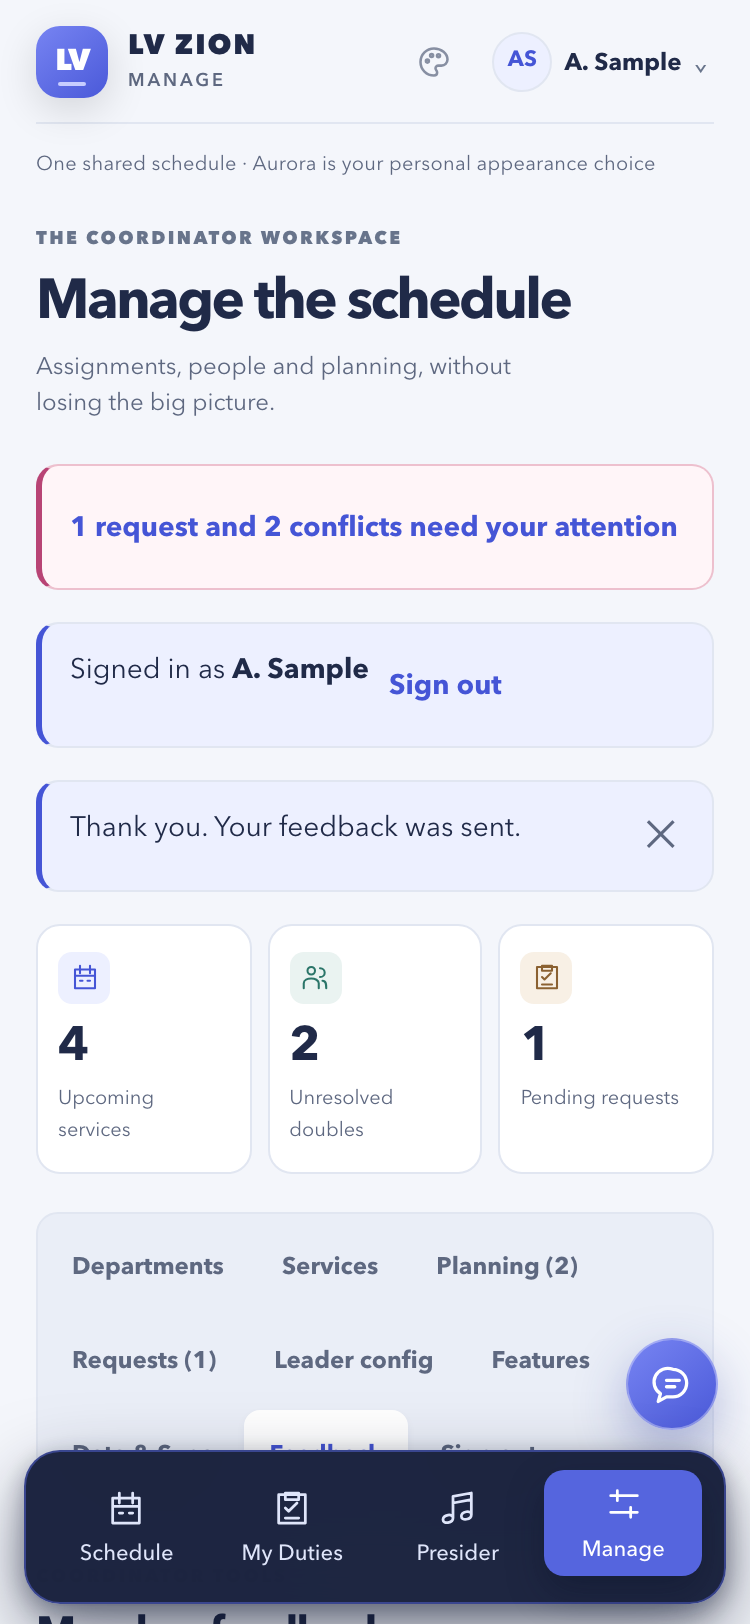 LV
LV ZION
MANAGE
AS
A. Sample
One shared schedule · Aurora is your personal appearance choice
THE COORDINATOR WORKSPACE
Manage the schedule
Assignments, people and planning, without
losing the big picture.
1 request and 2 conflicts need your attention
Signed in as A. Sample
Sign out
Thank you. Your feedback was sent.
4
Upcoming
services
2
Unresolved
doubles
1
Pending requests
Departments
Services
Planning (2)
Requests (1)
Leader config
Features
Feedback
Schedule
My Duties
Presider
Manage